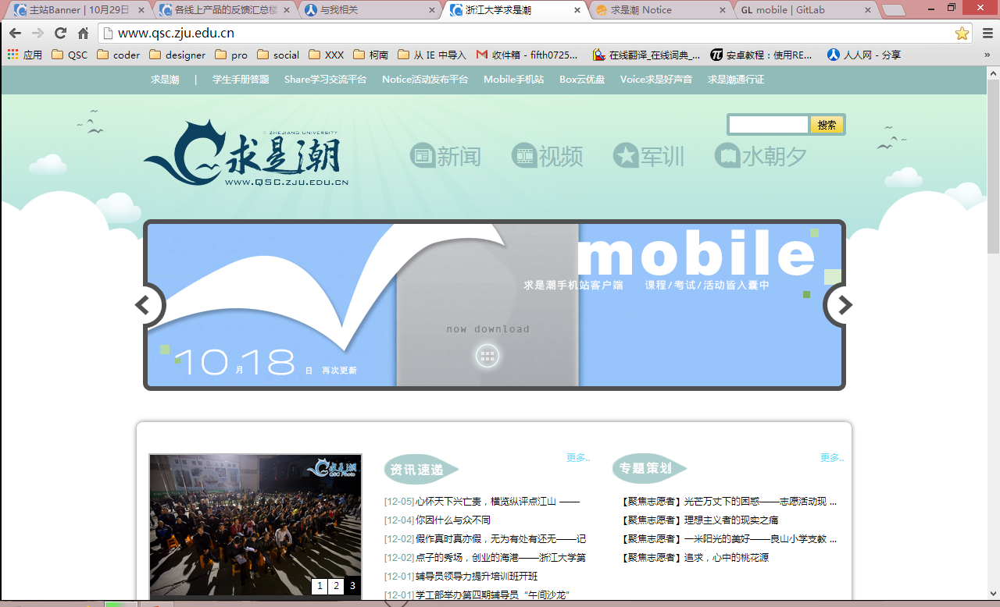 主站Banner | 10月29日
各线上产品的反馈汇总样
与我相关
浙江大学求是潮
求是潮 Notice
GL mobile | GitLab
www.qsc.zju.edu.cn
应用 QSC coder designer pro social XXX 柯南 从 IE 中导入 收件箱 - fifth0725... 在线翻译_在线词典_... 安卓教程：使用RE... 人人网 - 分享 »
求是潮 | 学生手册答题 Share学习交流平台 Notice活动发布平台 Mobile手机站 Box云优盘 Voice求是好声音 求是潮通行证
搜索
© ZHEJIANG UNIVERSITY
求是潮
WWW.QSC.ZJU.EDU.CN
新闻 视频 军训 水朝夕
mobile
求是潮手机站客户端 课程/考试/活动皆入囊中
now download
10月18日 再次更新
求是潮
QSC Photo
1 2 3
资讯速递 更多..
[12-05]心怀天下兴亡责，横览纵评点江山 ——
[12-04]你因什么与众不同
[12-02]假作真时真亦假，无为有处有还无——记
[12-02]点子的秀场，创业的海港——浙江大学第
[12-01]辅导员领导力提升培训班开班
[12-01]学工部举办第四期辅导员“午间沙龙”
专题策划 更多..
【聚焦志愿者】光芒万丈下的困惑——志愿活动现 ...
【聚焦志愿者】理想主义者的现实之痛
【聚焦志愿者】一米阳光的美好——良山小学支教 ...
【聚焦志愿者】追求，心中的桃花源